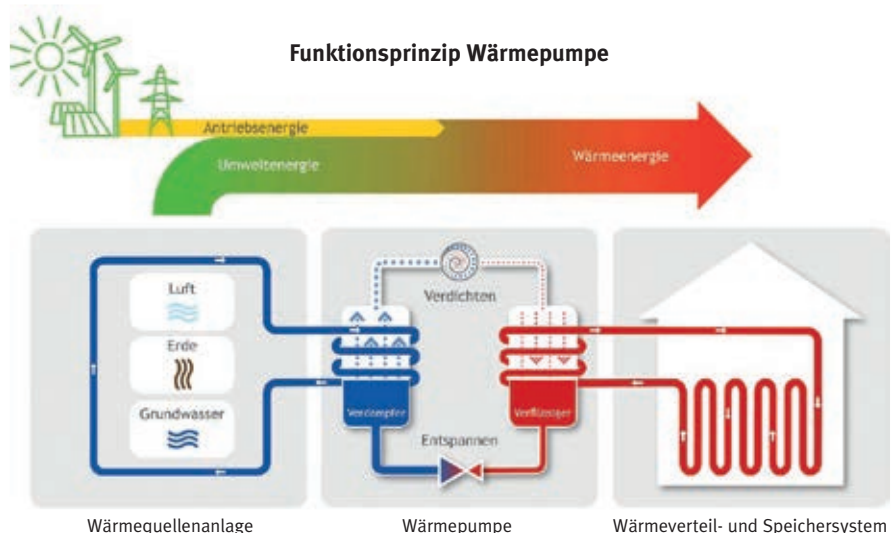 Funktionsprinzip Wärmepumpe
Antriebsenergie
Umweltenergie
Wärmeenergie
Luft
Erde
Grundwasser
Verdichten
Verdampfer
Verflüssiger
Entspannen
Wärmequellenanlage
Wärmepumpe
Wärmeverteil- und Speichersystem